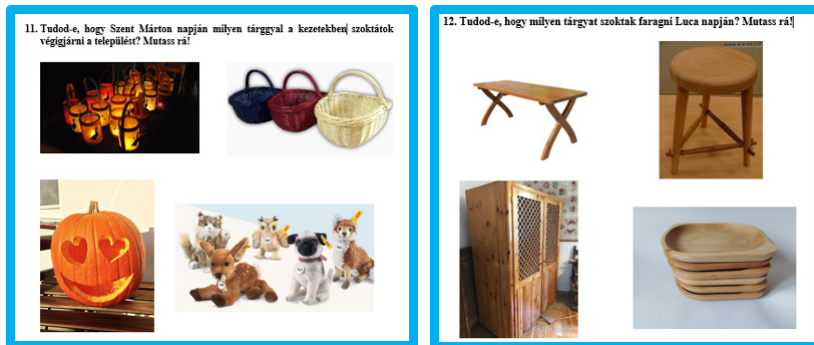 11. Tudod-e, hogy Szent Márton napján milyen tárggyal a kezetekben szoktátok
végigjárni a települést? Mutass rá!
12. Tudod-e, hogy milyen tárgyat szoktak faragni Luca napján? Mutass rá!